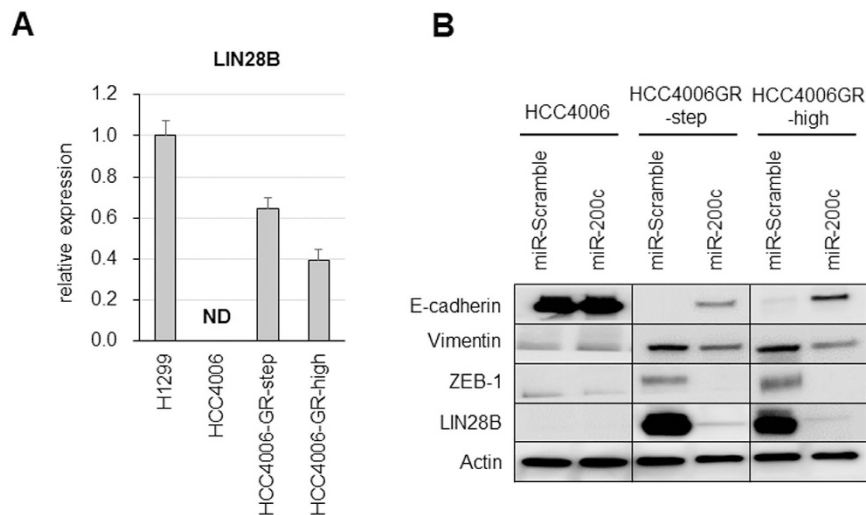 A
LIN28B
relative expression
1.2
1.0
0.8
0.6
0.4
0.2
0.0
ND
H1299
HCC4006
HCC4006-GR-step
HCC4006-GR-high
B
HCC4006
HCC4006GR
-step
HCC4006GR
-high
miR-Scramble
miR-200c
miR-Scramble
miR-200c
miR-Scramble
miR-200c
E-cadherin
Vimentin
ZEB-1
LIN28B
Actin